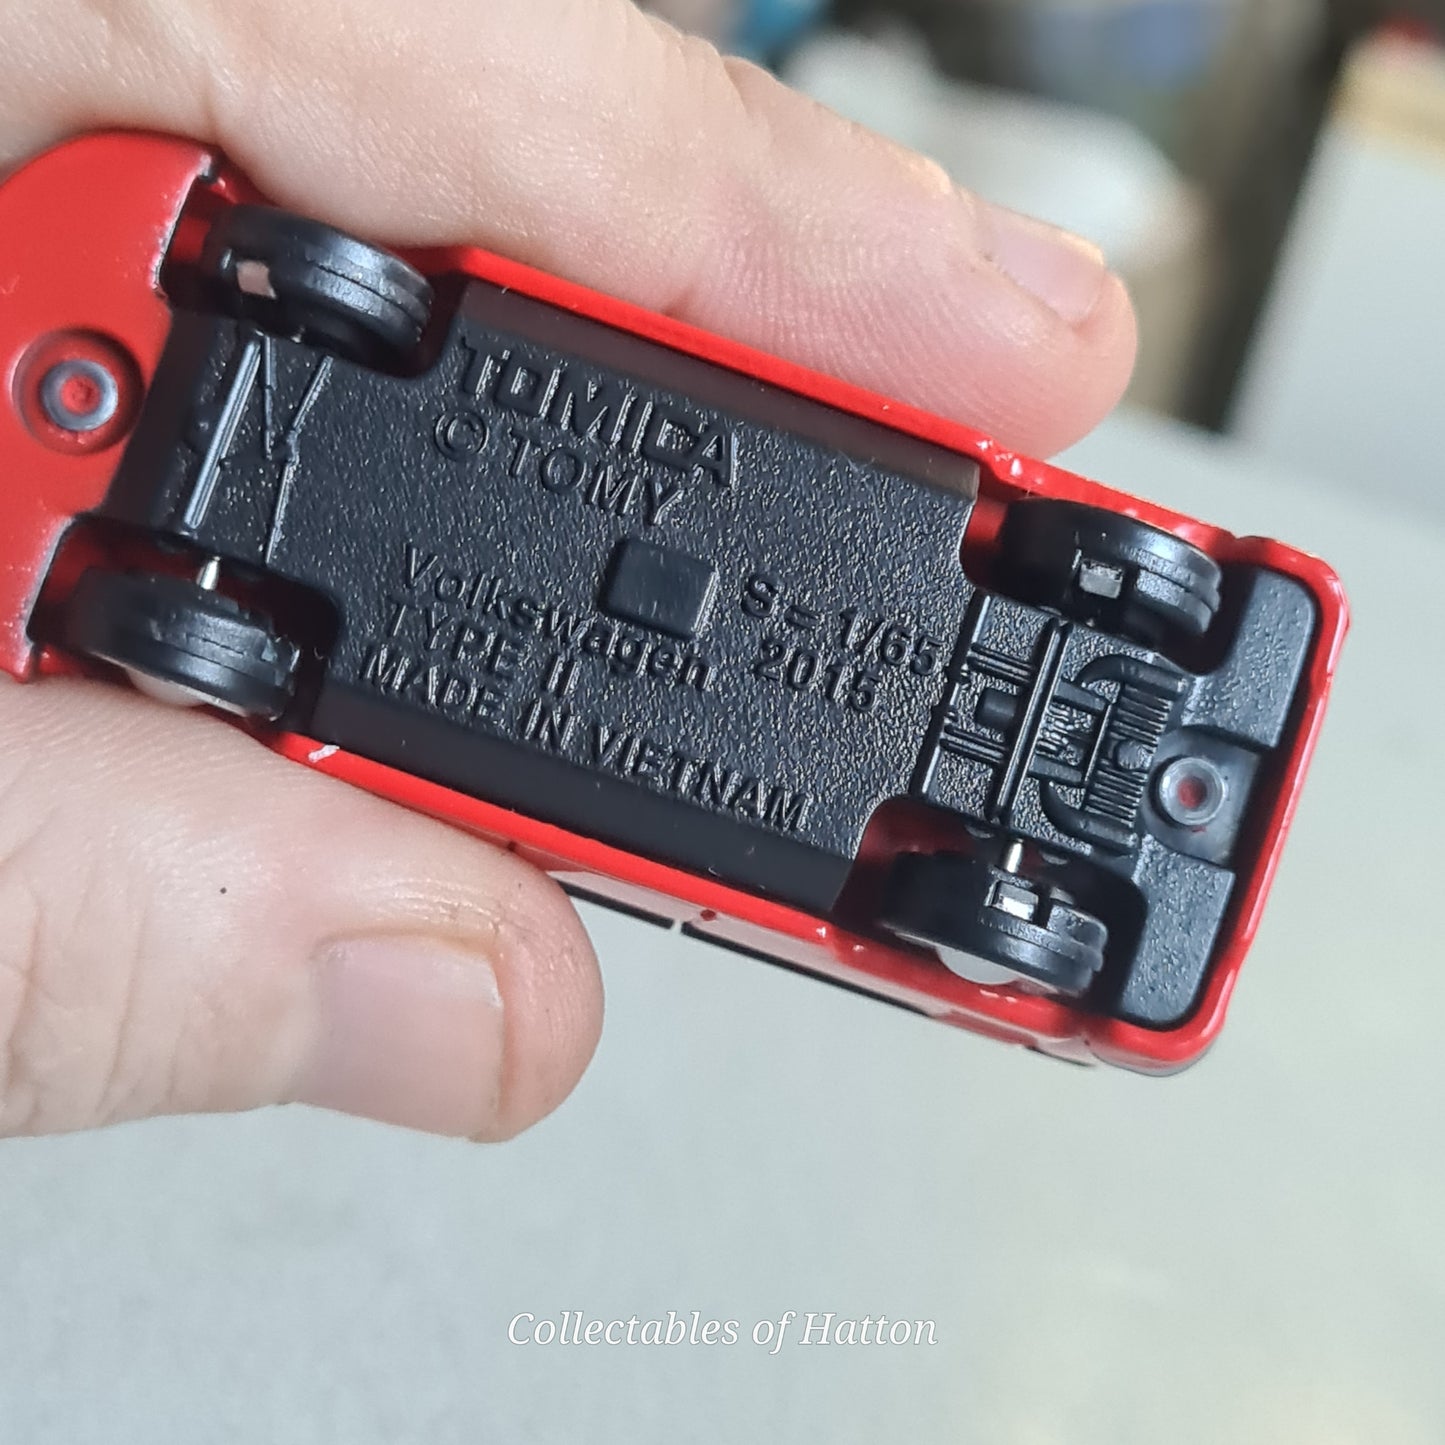 TOMICA
© TOMY
Volkswagen
TYPE II
MADE IN VIETNAM
S=1/65
2015
Collectables of Hatton